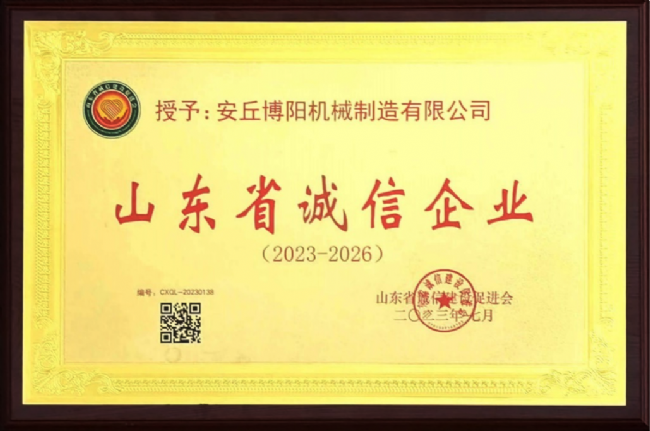 授予：安丘博阳机械制造有限公司
山东省诚信企业
（2023-2026）
编号：CXQL-20230138
山东省诚信建设促进会
二〇二三年七月